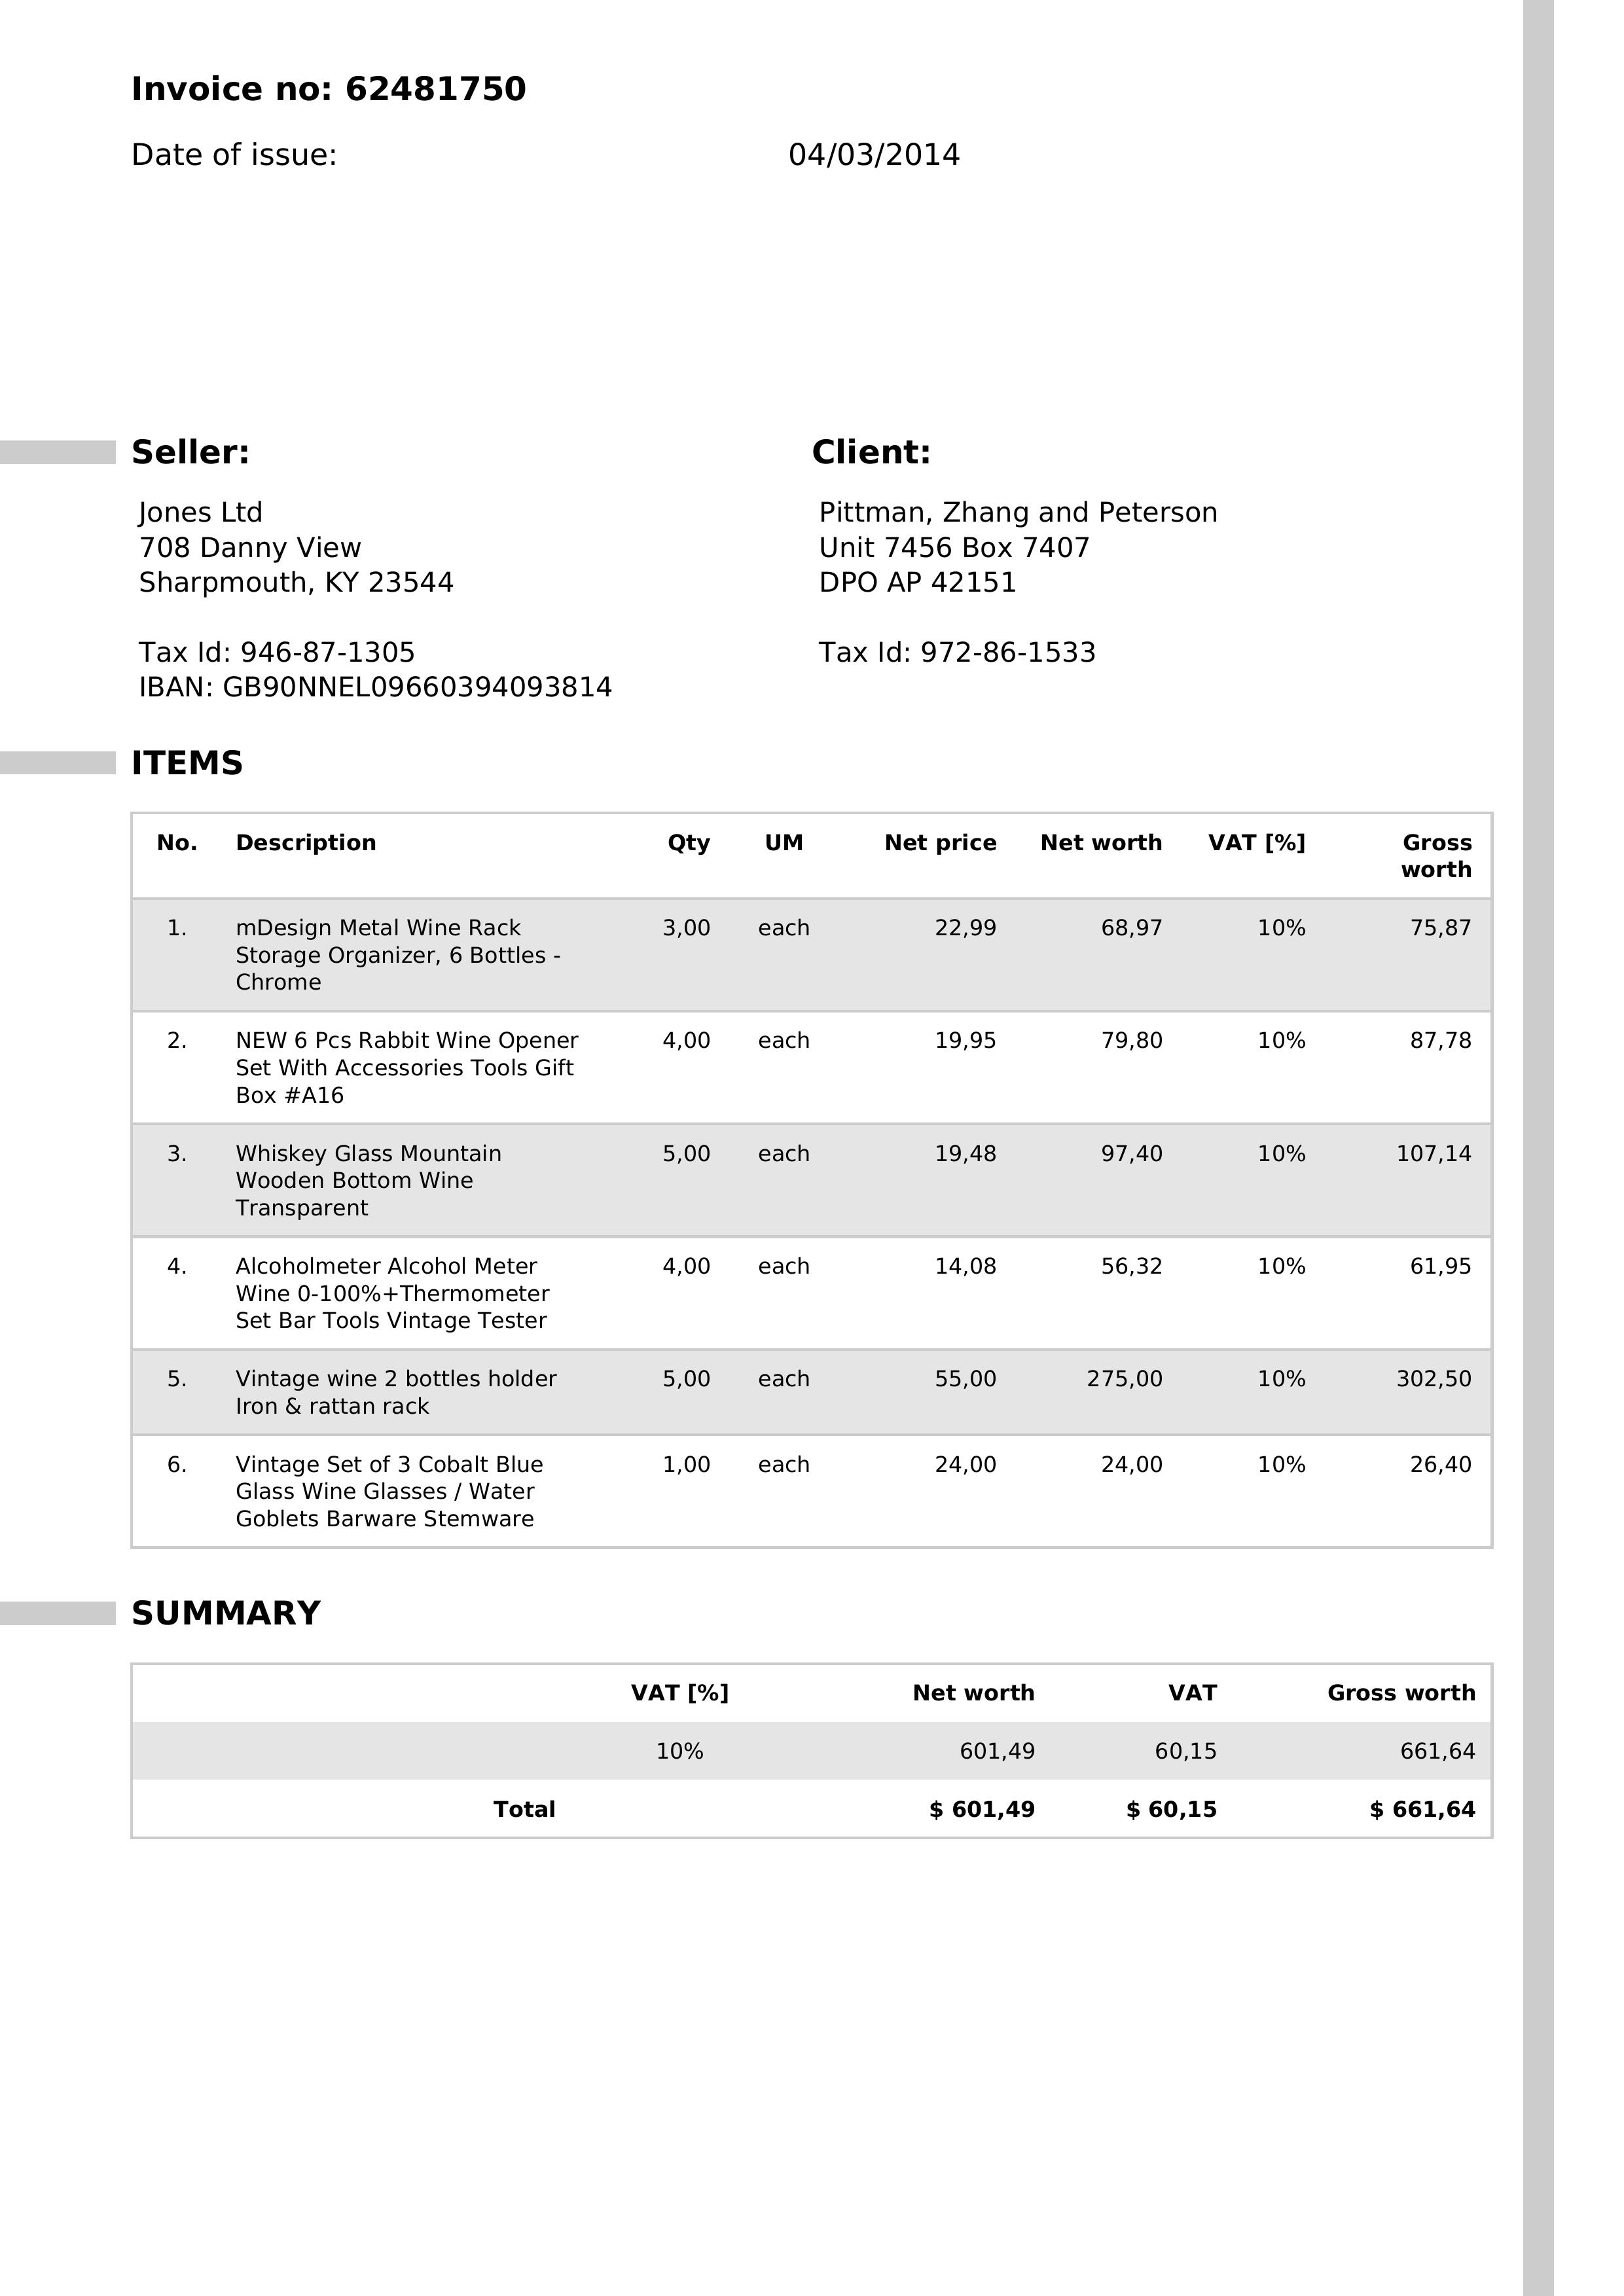 Invoice no: 62481750
Date of issue: 04/03/2014
Seller:
Jones Ltd
708 Danny View
Sharpmouth, KY 23544
Tax Id: 946-87-1305
IBAN: GB90NNEL09660394093814
Client:
Pittman, Zhang and Peterson
Unit 7456 Box 7407
DPO AP 42151
Tax Id: 972-86-1533
ITEMS
No. Description Qty UM Net price Net worth VAT [%] Gross
worth
1. mDesign Metal Wine Rack 3,00 each 22,99 68,97 10% 75,87
Storage Organizer, 6 Bottles -
Chrome
2. NEW 6 Pcs Rabbit Wine Opener 4,00 each 19,95 79,80 10% 87,78
Set With Accessories Tools Gift
Box #A16
3. Whiskey Glass Mountain 5,00 each 19,48 97,40 10% 107,14
Wooden Bottom Wine
Transparent
4. Alcoholmeter Alcohol Meter 4,00 each 14,08 56,32 10% 61,95
Wine 0-100%+Thermometer
Set Bar Tools Vintage Tester
5. Vintage wine 2 bottles holder 5,00 each 55,00 275,00 10% 302,50
Iron & rattan rack
6. Vintage Set of 3 Cobalt Blue 1,00 each 24,00 24,00 10% 26,40
Glass Wine Glasses / Water
Goblets Barware Stemware
SUMMARY
VAT [%] Net worth VAT Gross worth
10% 601,49 60,15 661,64
Total $ 601,49 $ 60,15 $ 661,64